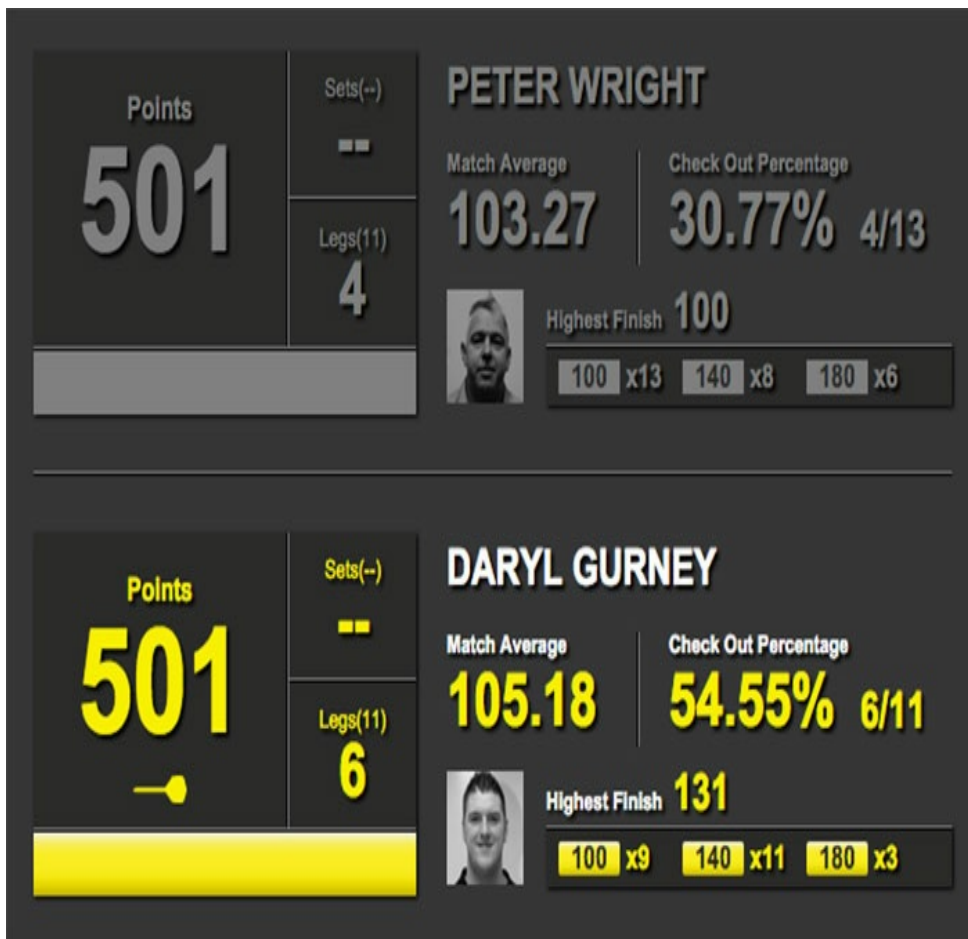 PETER WRIGHT
Points
501
Sets(--)
--
Legs(11)
4
Match Average
103.27
Check Out Percentage
30.77% 4/13
Highest Finish 100
100 x13 140 x8 180 x6
DARYL GURNEY
Points
501
Sets(--)
--
Legs(11)
6
Match Average
105.18
Check Out Percentage
54.55% 6/11
Highest Finish 131
100 x9 140 x11 180 x3